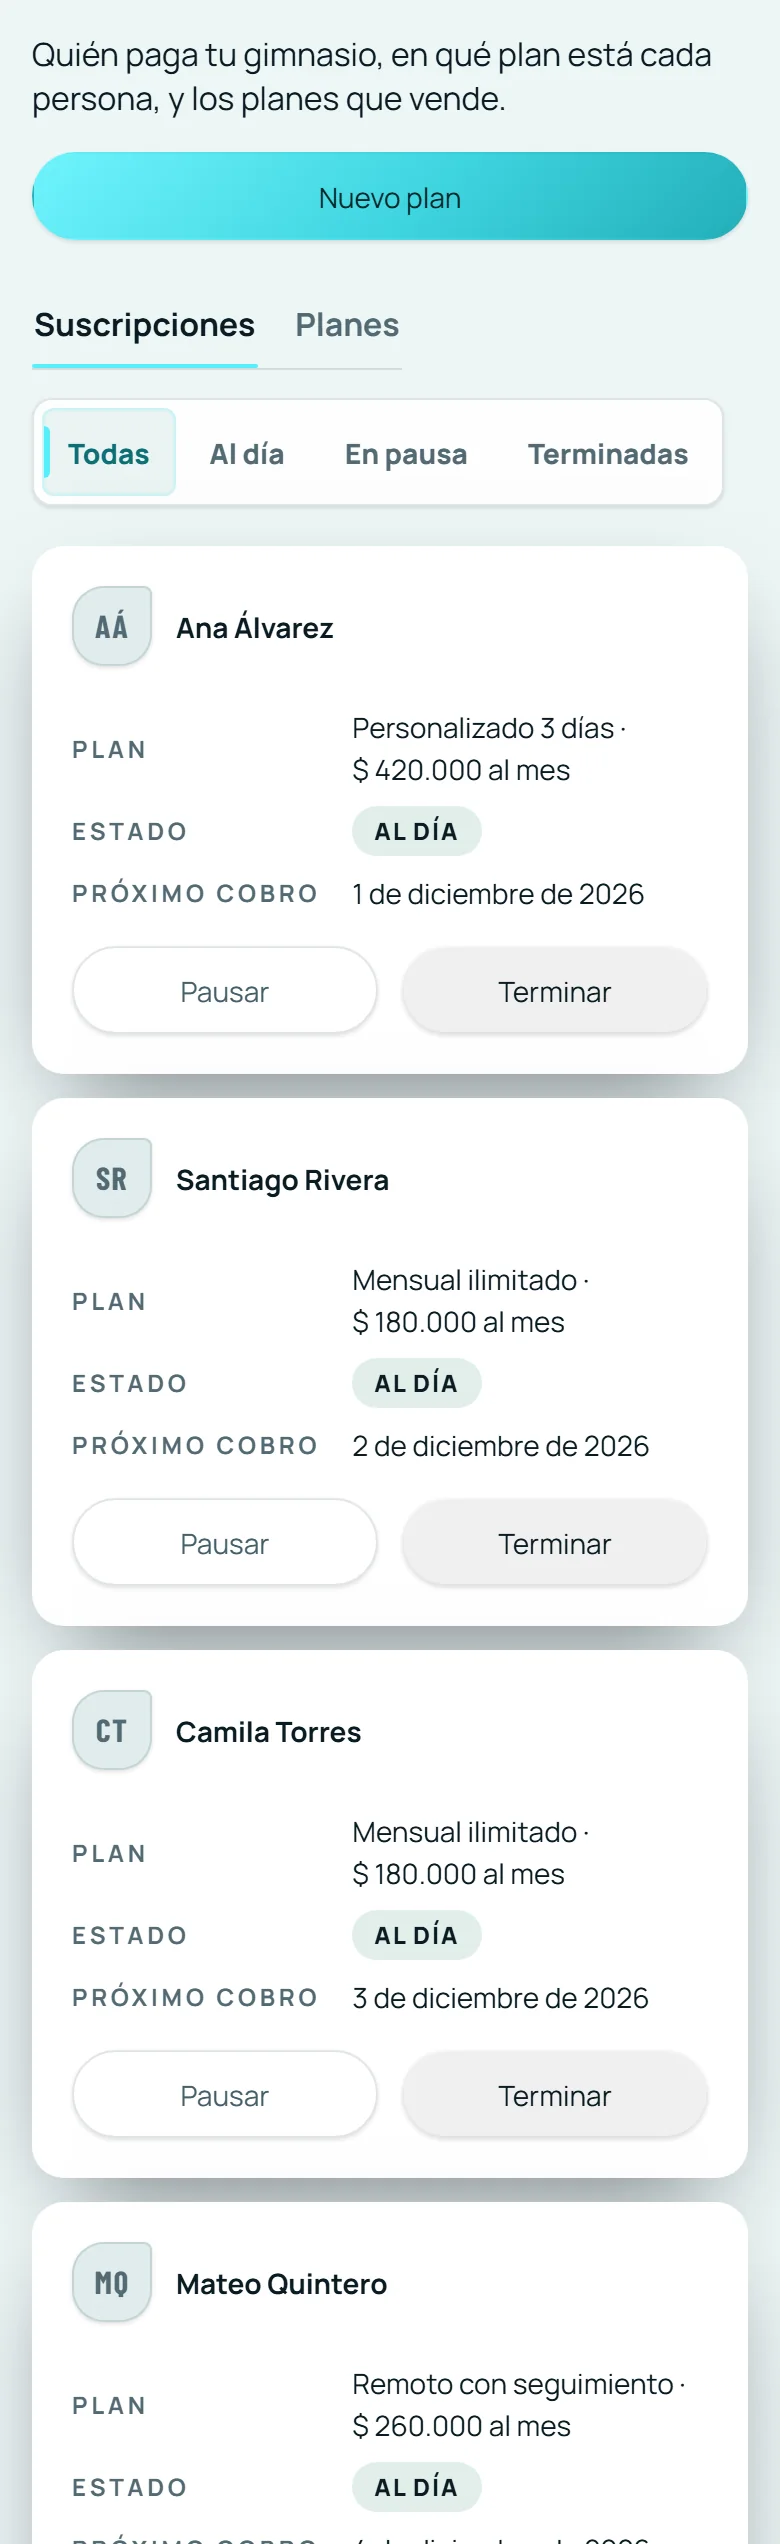 Quién paga tu gimnasio, en qué plan está cada
persona, y los planes que vende.
Nuevo plan
Suscripciones Planes
Todas Al día En pausa Terminadas
AÁ Ana Álvarez
PLAN Personalizado 3 días ·
$ 420.000 al mes
ESTADO AL DÍA
PRÓXIMO COBRO 1 de diciembre de 2026
Pausar Terminar
SR Santiago Rivera
PLAN Mensual ilimitado ·
$ 180.000 al mes
ESTADO AL DÍA
PRÓXIMO COBRO 2 de diciembre de 2026
Pausar Terminar
CT Camila Torres
PLAN Mensual ilimitado ·
$ 180.000 al mes
ESTADO AL DÍA
PRÓXIMO COBRO 3 de diciembre de 2026
Pausar Terminar
MQ Mateo Quintero
PLAN Remoto con seguimiento ·
$ 260.000 al mes
ESTADO AL DÍA